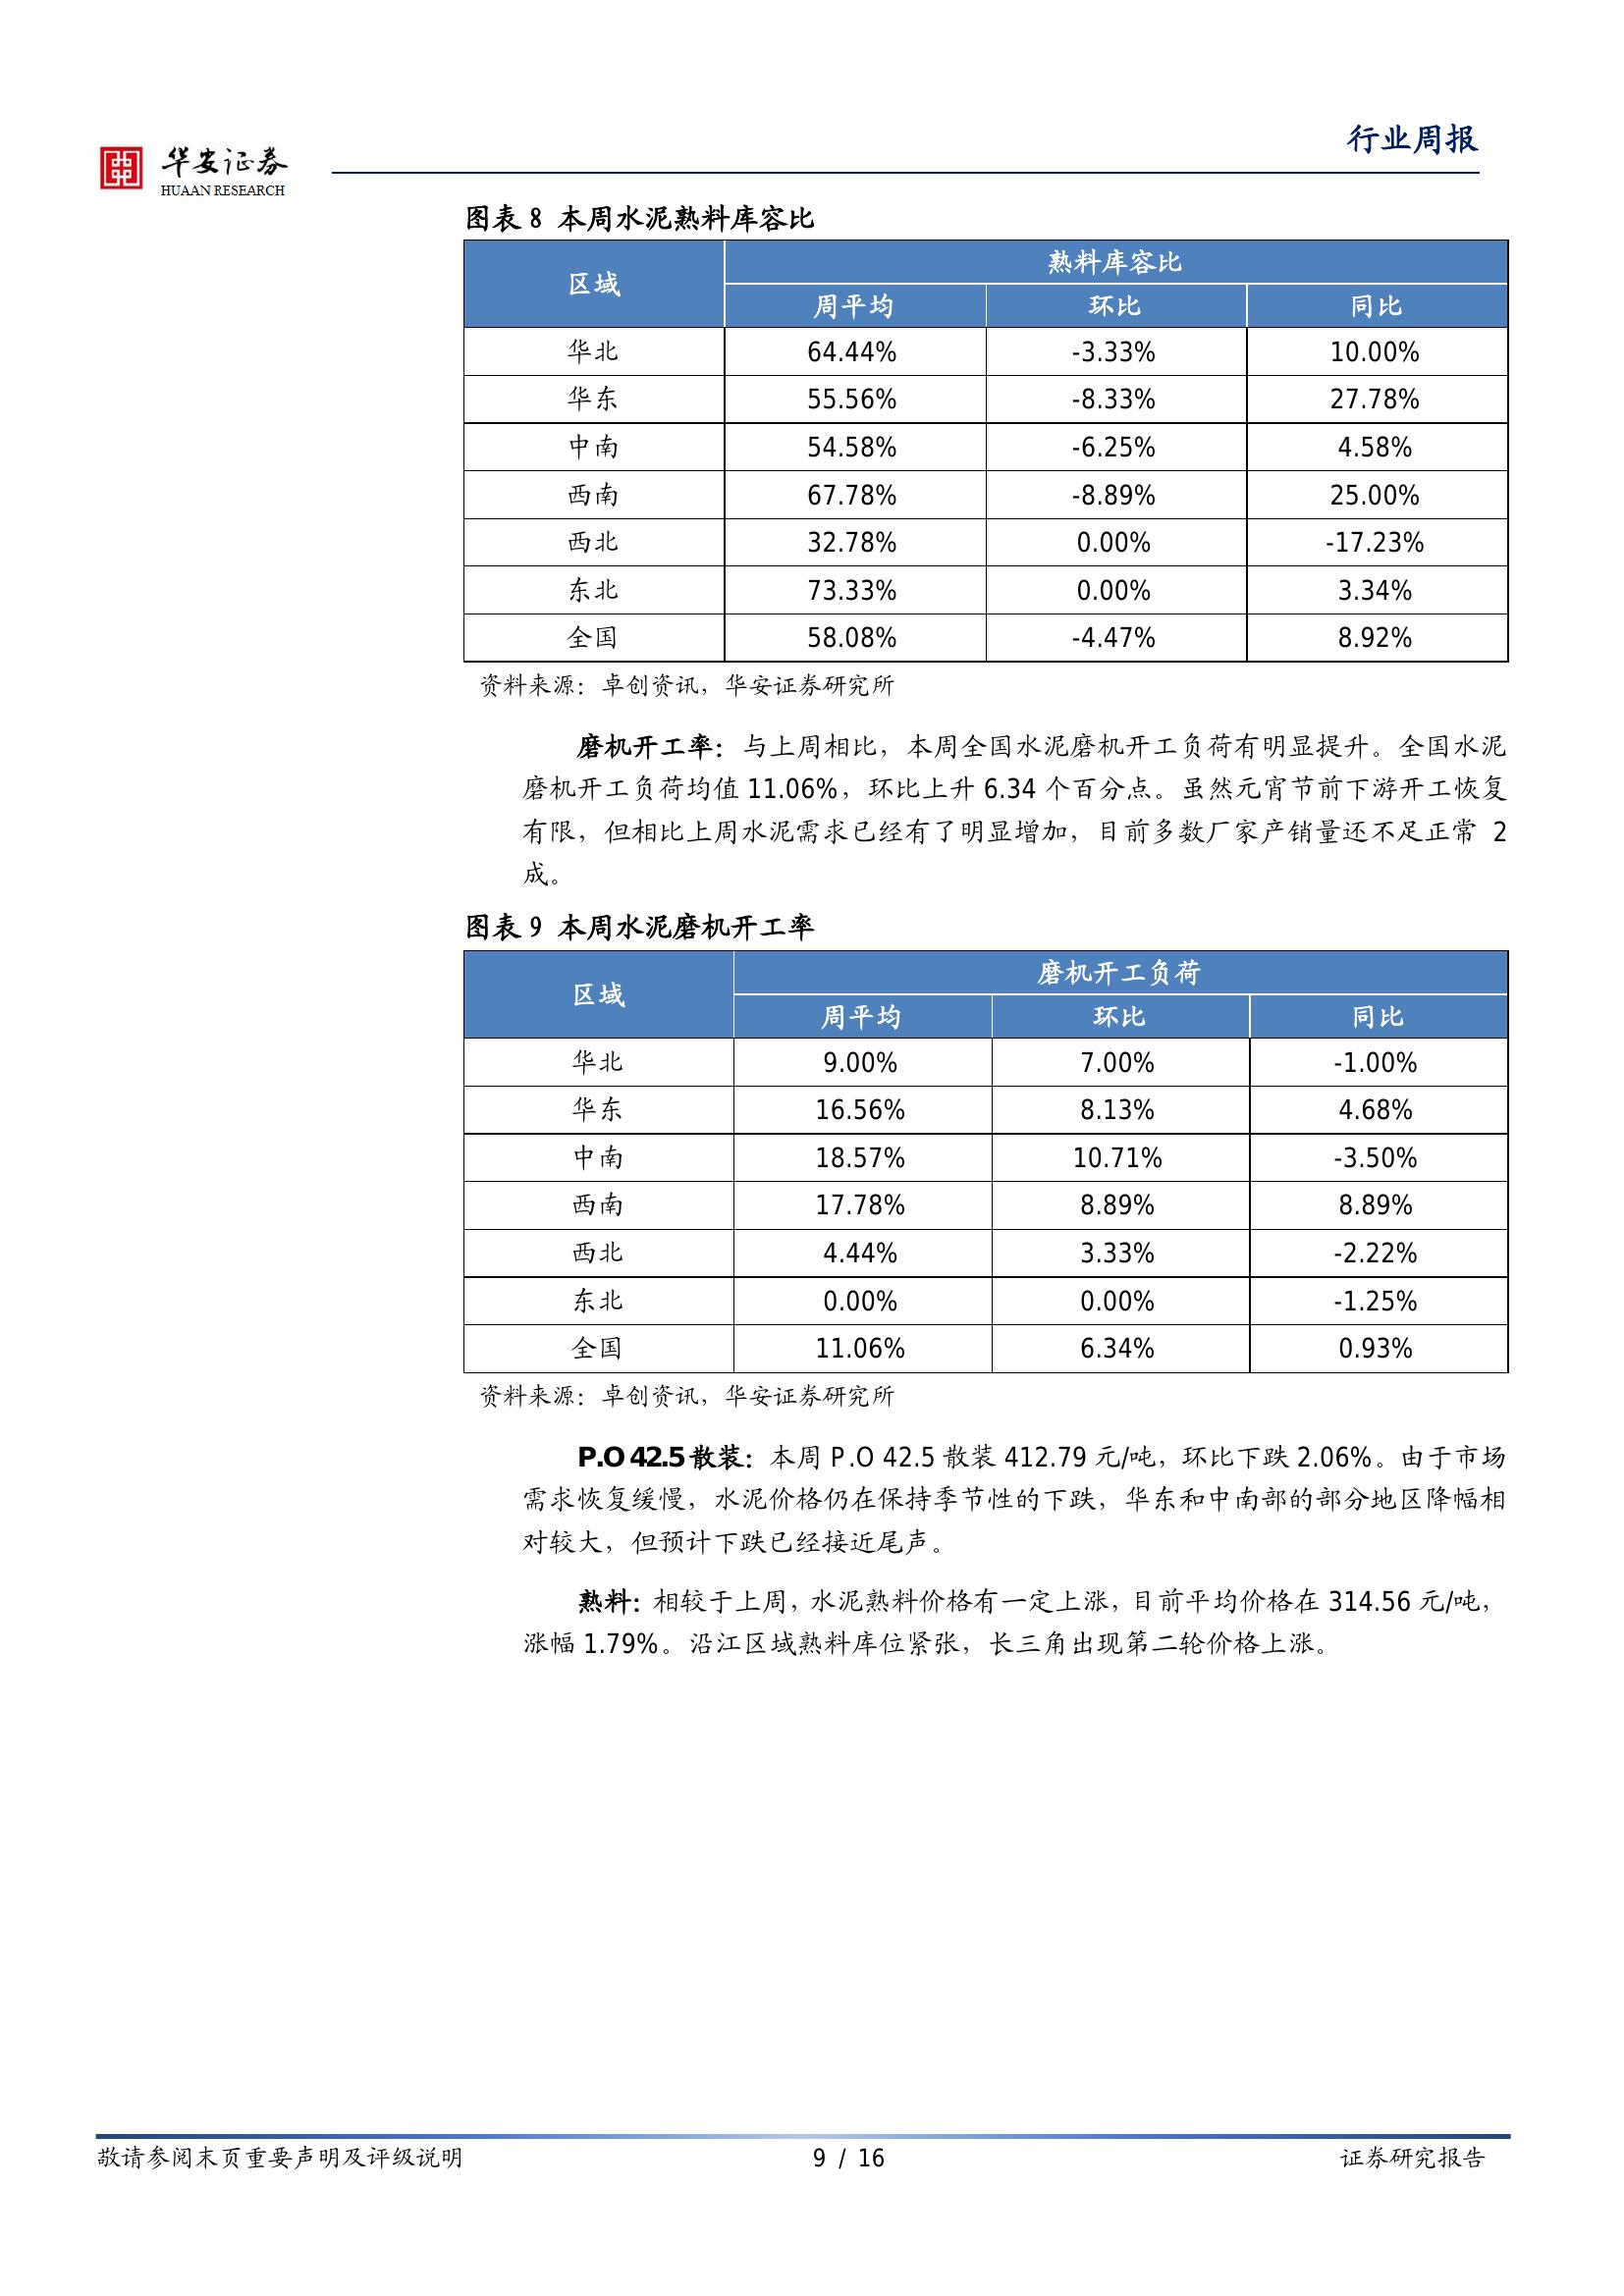 行业周报
华安证券
HUAAN RESEARCH
图表 8 本周水泥熟料库容比
区域 熟料库容比
周平均 环比 同比
华北 64.44% -3.33% 10.00%
华东 55.56% -8.33% 27.78%
中南 54.58% -6.25% 4.58%
西南 67.78% -8.89% 25.00%
西北 32.78% 0.00% -17.23%
东北 73.33% 0.00% 3.34%
全国 58.08% -4.47% 8.92%
资料来源：卓创资讯，华安证券研究所
磨机开工率：与上周相比，本周全国水泥磨机开工负荷有明显提升。全国水泥
磨机开工负荷均值 11.06%，环比上升 6.34 个百分点。虽然元宵节前下游开工恢复
有限，但相比上周水泥需求已经有了明显增加，目前多数厂家产销量还不足正常 2
成。
图表 9 本周水泥磨机开工率
区域 磨机开工负荷
周平均 环比 同比
华北 9.00% 7.00% -1.00%
华东 16.56% 8.13% 4.68%
中南 18.57% 10.71% -3.50%
西南 17.78% 8.89% 8.89%
西北 4.44% 3.33% -2.22%
东北 0.00% 0.00% -1.25%
全国 11.06% 6.34% 0.93%
资料来源：卓创资讯，华安证券研究所
P.O 42.5 散装：本周 P.O 42.5 散装 412.79 元/吨，环比下跌 2.06%。由于市场
需求恢复缓慢，水泥价格仍在保持季节性的下跌，华东和中南部的部分地区降幅相
对较大，但预计下跌已经接近尾声。
熟料：相较于上周，水泥熟料价格有一定上涨，目前平均价格在 314.56 元/吨，
涨幅 1.79%。沿江区域熟料库位紧张，长三角出现第二轮价格上涨。
敬请参阅末页重要声明及评级说明 9 / 16 证券研究报告